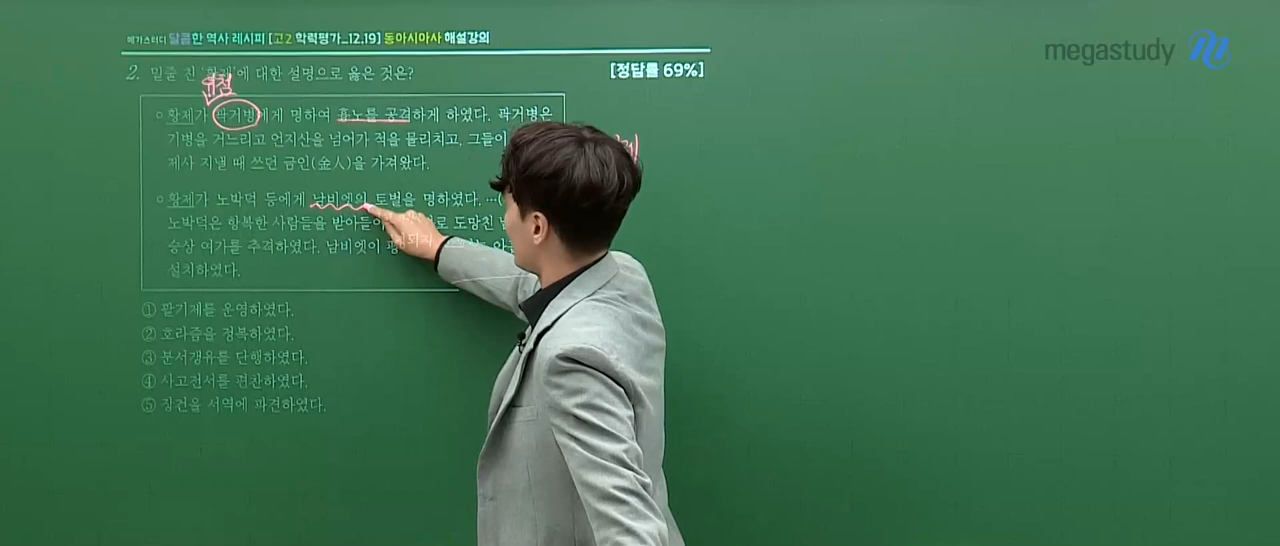 메가스터디 달콤한 역사 레시피 [고2 학력평가_12.19] 동아시아사 해설강의
megastudy
2. 밑줄 친 '황제'에 대한 설명으로 옳은 것은?
[정답률 69%]
○ 황제가 곽거병에게 명하여 흉노를 공격하게 하였다. 곽거병은
기병을 거느리고 언지산을 넘어가 적을 물리치고, 그들이
제사 지낼 때 쓰던 금인(金人)을 가져왔다.
○ 황제가 노박덕 등에게 남비엣의 토벌을 명하였다. …(
노박덕은 항복한 사람들을 받아들이 도망친
승상 여가를 추격하였다. 남비엣이 평
설치하였다.
① 팔기제를 운영하였다.
② 호라즘을 정복하였다.
③ 분서갱유를 단행하였다.
④ 사고전서를 편찬하였다.
⑤ 장건을 서역에 파견하였다.